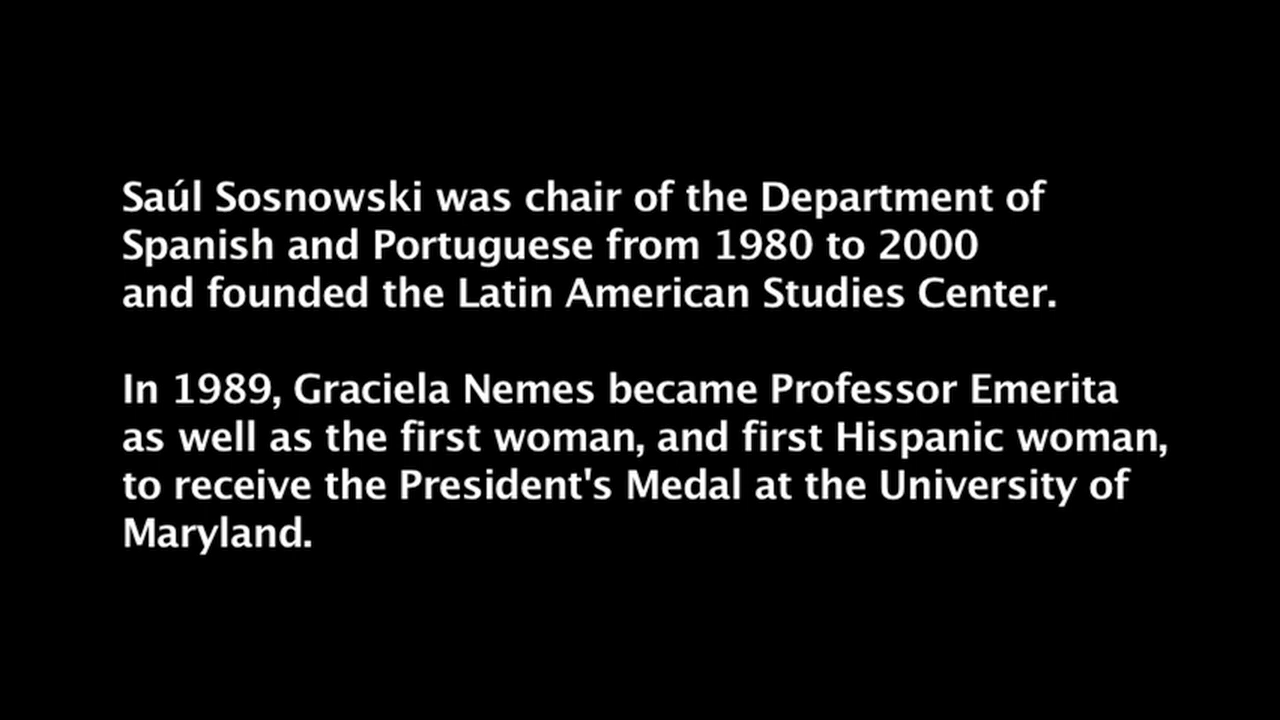 Saúl Sosnowski was chair of the Department of
Spanish and Portuguese from 1980 to 2000
and founded the Latin American Studies Center.
In 1989, Graciela Nemes became Professor Emerita
as well as the first woman, and first Hispanic woman,
to receive the President's Medal at the University of
Maryland.